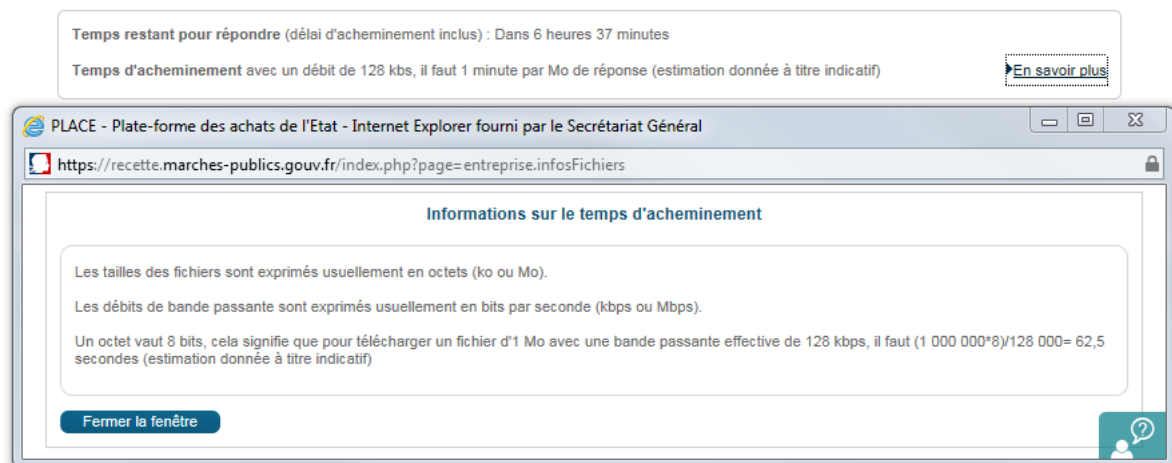 Temps restant pour répondre (délai d'acheminement inclus) : Dans 6 heures 37 minutes
Temps d'acheminement avec un débit de 128 kbs, il faut 1 minute par Mo de réponse (estimation donnée à titre indicatif)
En savoir plus
PLACE - Plate-forme des achats de l'Etat - Internet Explorer fourni par le Secrétariat Général
https://recette.marches-publics.gouv.fr/index.php?page=entreprise.infosFichiers
Informations sur le temps d'acheminement
Les tailles des fichiers sont exprimés usuellement en octets (ko ou Mo).
Les débits de bande passante sont exprimés usuellement en bits par seconde (kbps ou Mbps).
Un octet vaut 8 bits, cela signifie que pour télécharger un fichier d'1 Mo avec une bande passante effective de 128 kbps, il faut (1 000 000*8)/128 000= 62,5
secondes (estimation donnée à titre indicatif)
Fermer la fenêtre